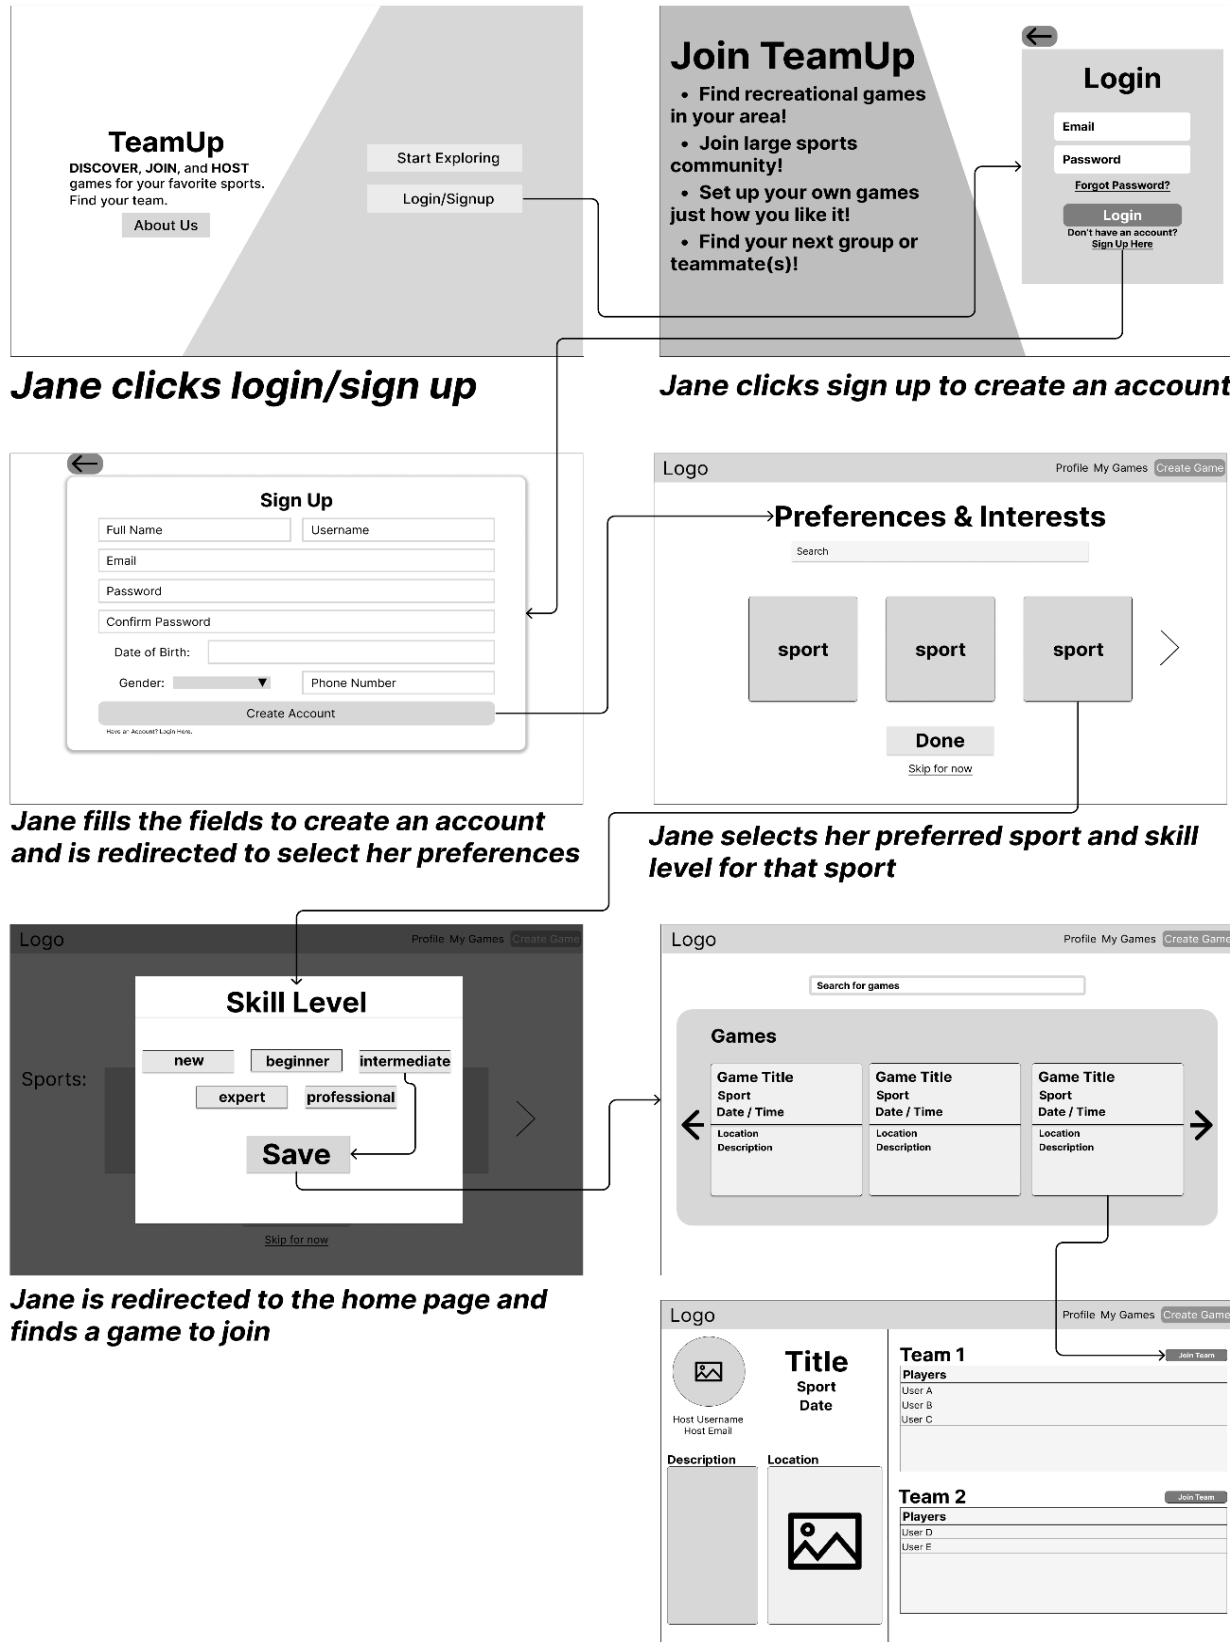 TeamUp
DISCOVER, JOIN, and HOST
games for your favorite sports.
Find your team.
About Us
Start Exploring
Login/Signup
Join TeamUp
• Find recreational games
in your area!
• Join large sports
community!
• Set up your own games
just how you like it!
• Find your next group or
teammate(s)!
Login
Email
Password
Forgot Password?
Login
Don't have an account?
Sign Up Here
Jane clicks login/sign up
Jane clicks sign up to create an account
Sign Up
Full Name
Username
Email
Password
Confirm Password
Date of Birth:
Gender:
Phone Number
Create Account
Have an Account? Login Here.
Logo
Profile My Games Create Game
Preferences & Interests
Search
sport
sport
sport
Done
Skip for now
Jane fills the fields to create an account
and is redirected to select her preferences
Jane selects her preferred sport and skill
level for that sport
Logo
Profile My Games Create Game
Sports:
Skill Level
new
beginner
intermediate
expert
professional
Save
Skip for now
Logo
Profile My Games Create Game
Search for games
Games
Game Title
Sport
Date / Time
Location
Description
Game Title
Sport
Date / Time
Location
Description
Game Title
Sport
Date / Time
Location
Description
Jane is redirected to the home page and
finds a game to join
Logo
Profile My Games Create Game
Host Username
Host Email
Title
Sport
Date
Description
Location
Team 1
Join Team
Players
User A
User B
User C
Team 2
Join Team
Players
User D
User E